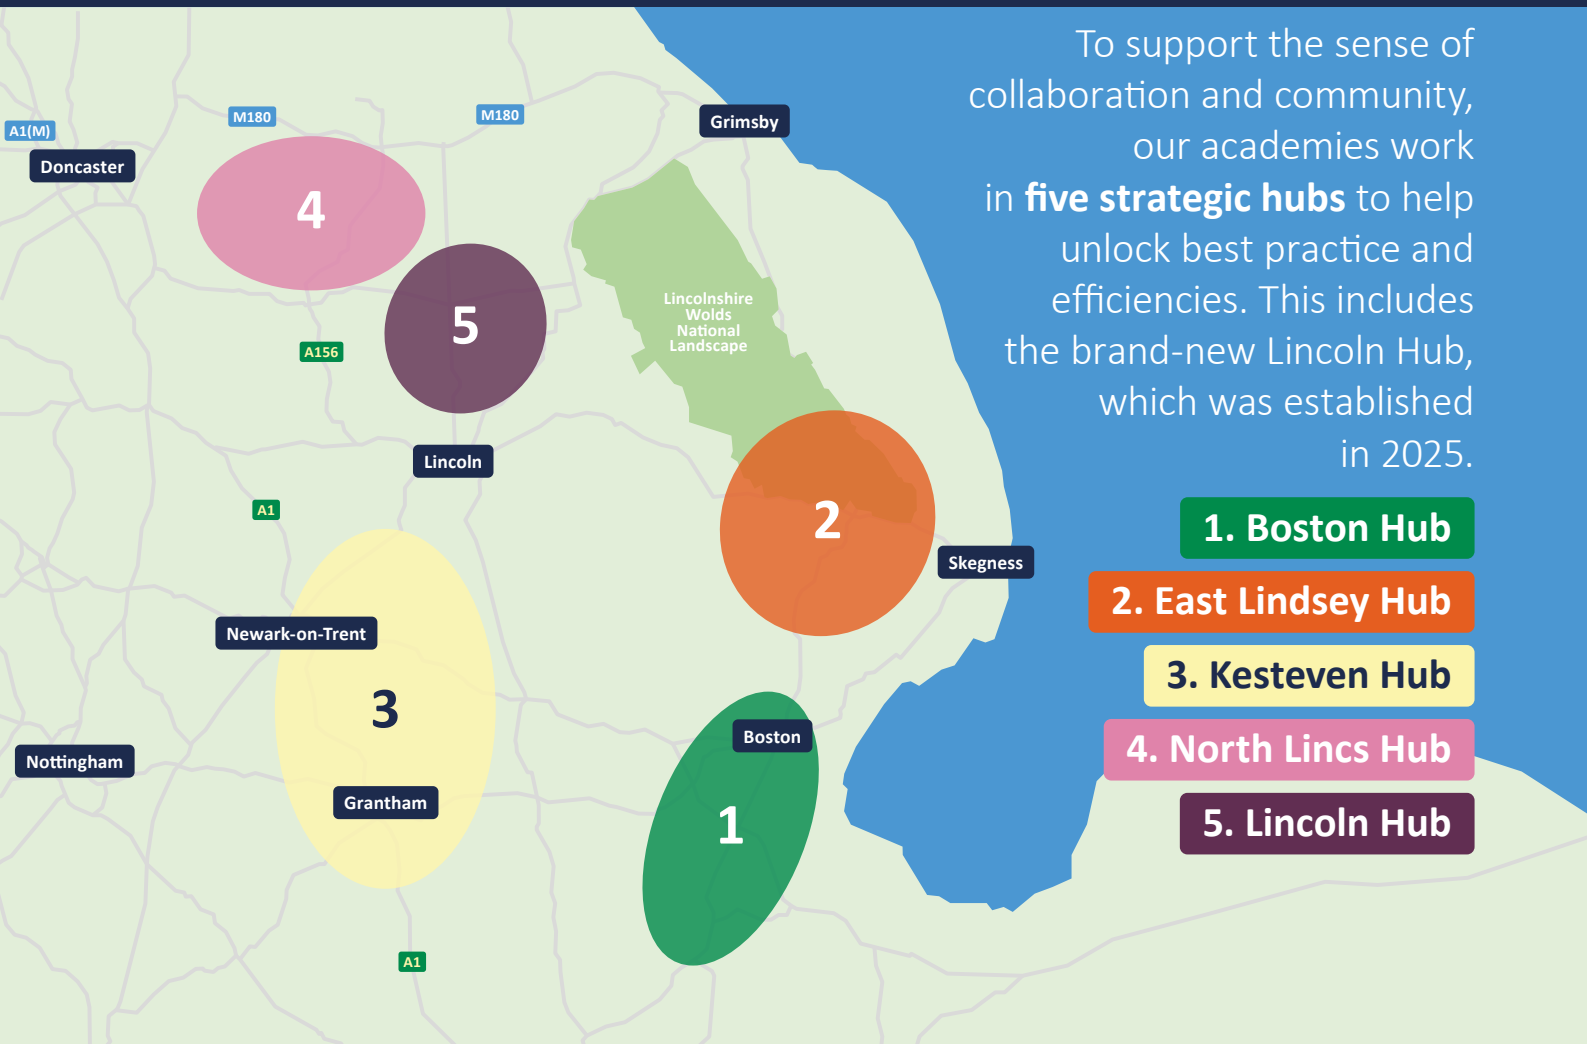 To support the sense of
collaboration and community,
our academies work
in five strategic hubs to help
unlock best practice and
efficiencies. This includes
the brand-new Lincoln Hub,
which was established
in 2025.
1. Boston Hub
2. East Lindsey Hub
3. Kesteven Hub
4. North Lincs Hub
5. Lincoln Hub
M180
M180
A1(M)
Grimsby
Doncaster
4
5
Lincolnshire
Wolds
National
Landscape
A156
Lincoln
A1
2
Skegness
Newark-on-Trent
3
Boston
Nottingham
Grantham
1
A1